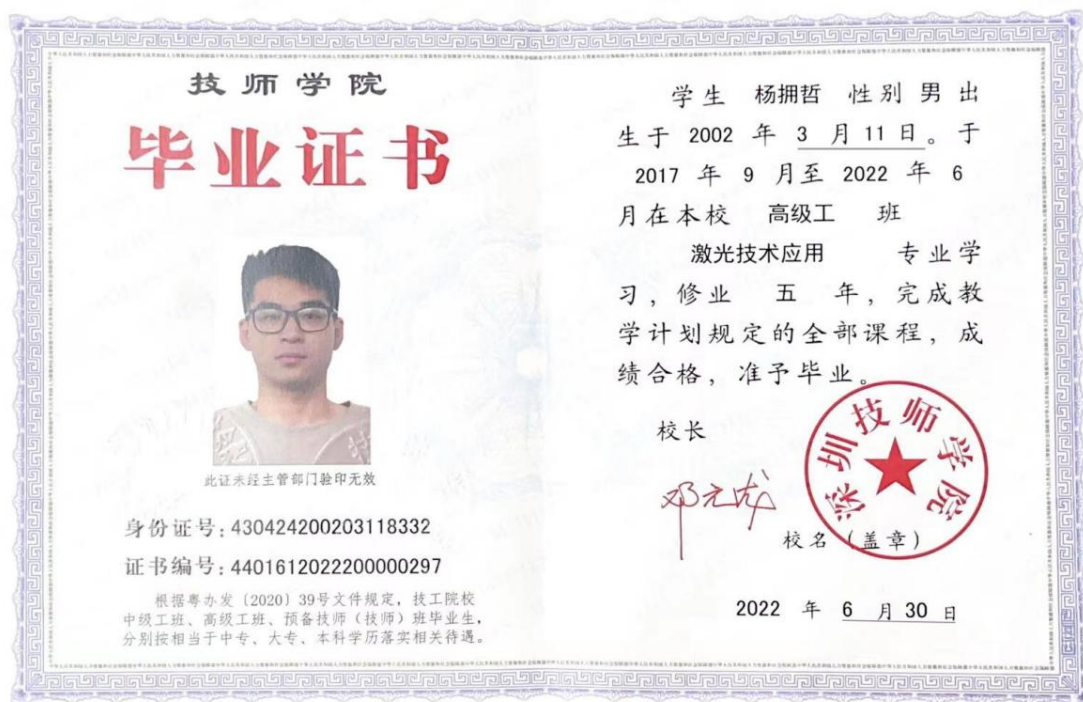 技师学院
毕业证书
此证未经主管部门验印无效
身份证号：430424200203118332
证书编号：4401612022200000297
根据粤办发〔2020〕39号文件规定，技工院校
中级工班、高级工班、预备技师（技师）班毕业生，
分别按相当于中专、大专、本科学历落实相关待遇。
学生 杨拥哲 性别 男 出
生于 2002 年 3 月 11 日。于
2017 年 9 月至 2022 年 6
月在本校 高级工 班
激光技术应用 专业学
习，修业 五 年，完成教
学计划规定的全部课程，成
绩合格，准予毕业。
校长
邓元龙
深圳技师学院
校名（盖章）
2022 年 6 月 30 日